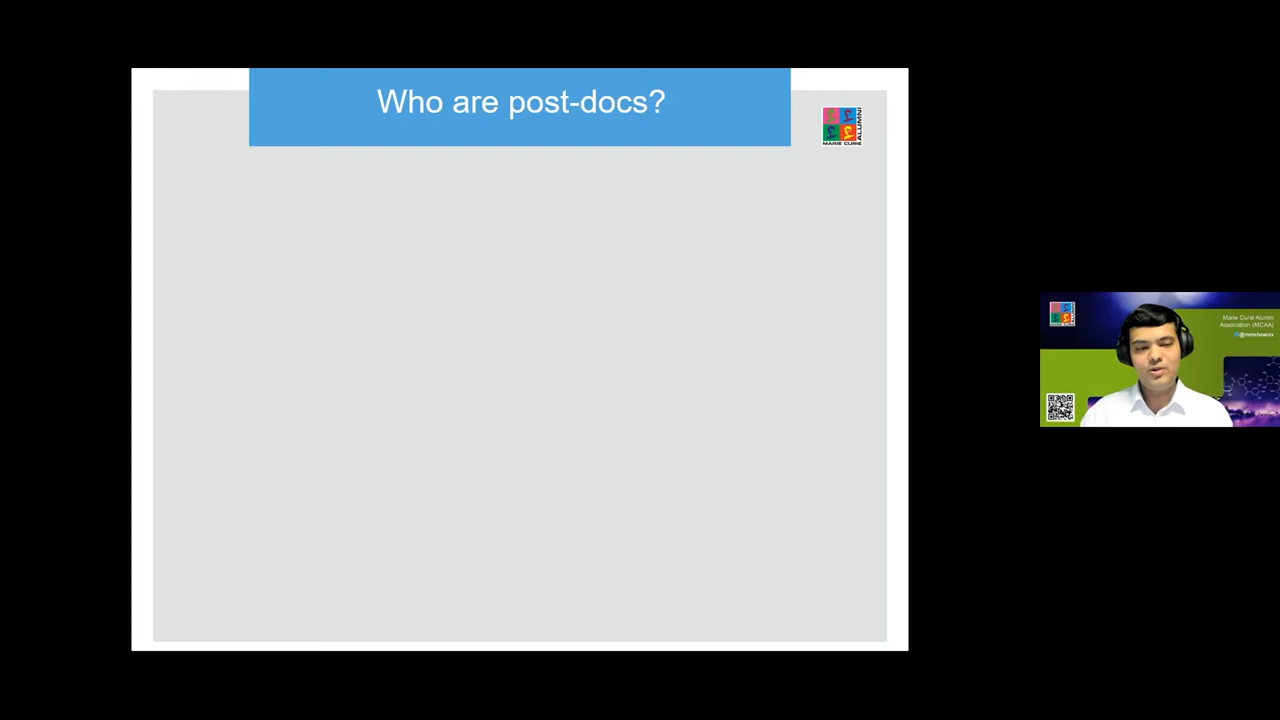 Who are post-docs?
ALUMNI
MARIE CURIE
Marie Curie Alumni
Association (MCAA)